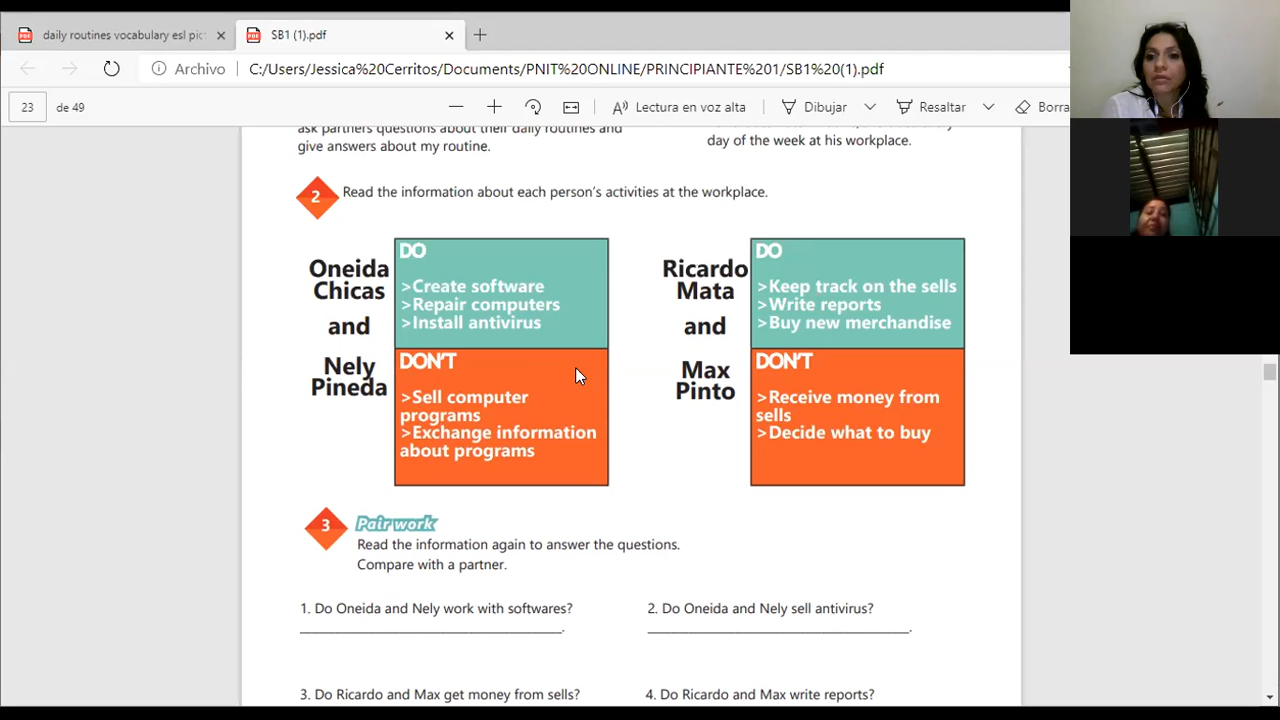 daily routines vocabulary esl pic
SB1 (1).pdf
Archivo
C:/Users/Jessica%20Cerritos/Documents/PNIT%20ONLINE/PRINCIPIANTE%201/SB1%20(1).pdf
23
de 49
Lectura en voz alta
Dibujar
Resaltar
Borra
ask partners questions about their daily routines and
give answers about my routine.
day of the week at his workplace.
2
Read the information about each person's activities at the workplace.
Oneida
Chicas
and
Nely
Pineda
DO
>Create software
>Repair computers
>Install antivirus
DON'T
>Sell computer
programs
>Exchange information
about programs
Ricardo
Mata
and
Max
Pinto
DO
>Keep track on the sells
>Write reports
>Buy new merchandise
DON'T
>Receive money from
sells
>Decide what to buy
3
Pair work
Read the information again to answer the questions.
Compare with a partner.
1. Do Oneida and Nely work with softwares?
2. Do Oneida and Nely sell antivirus?
3. Do Ricardo and Max get money from sells?
4. Do Ricardo and Max write reports?